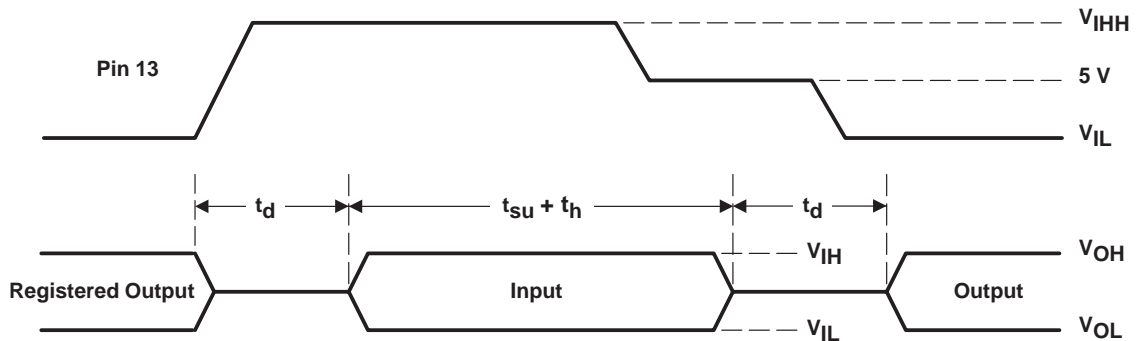 VIHH
Pin 13
5 V
VIL
td
tsu + th
td
VIH
VOH
Registered Output
Input
Output
VIL
VOL